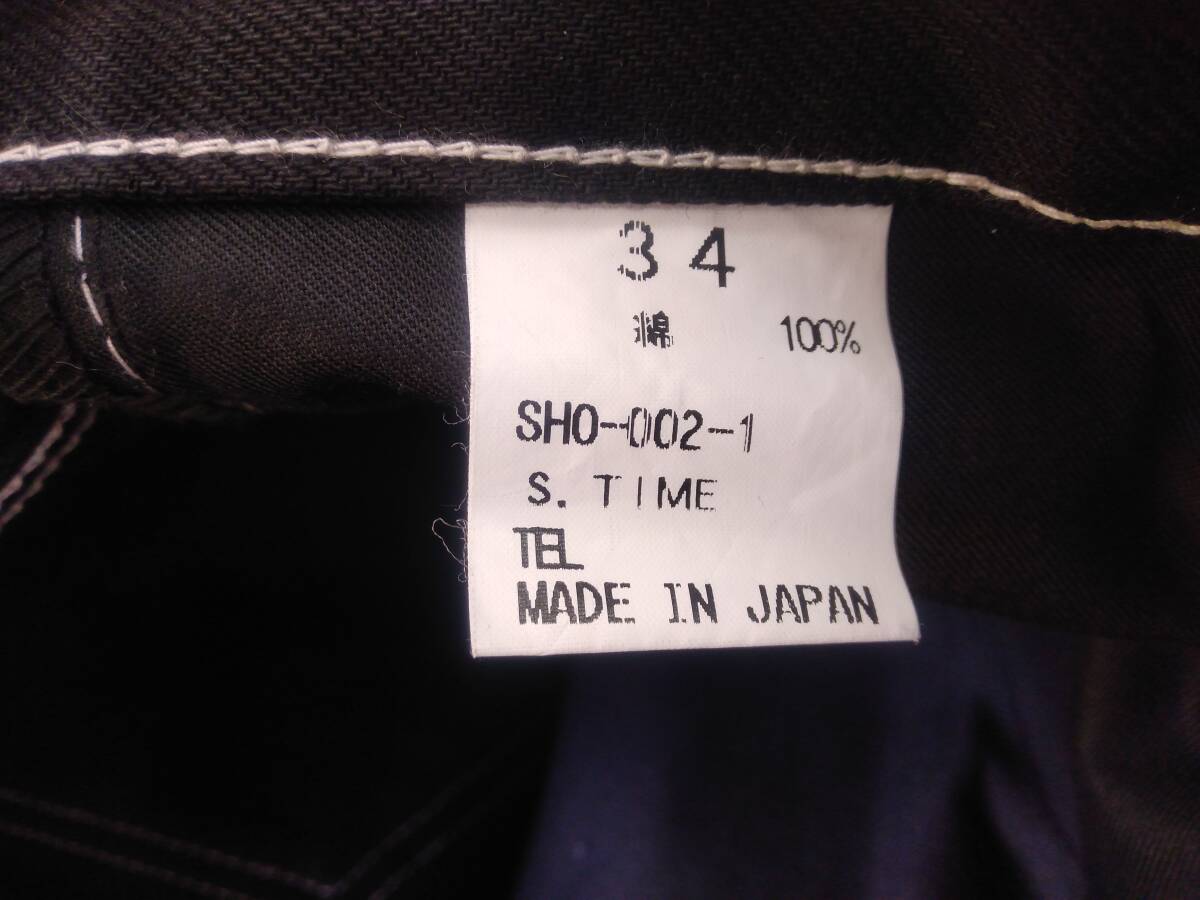 34
綿 100%
SHO-002-1
S. TIME
TEL
MADE IN JAPAN